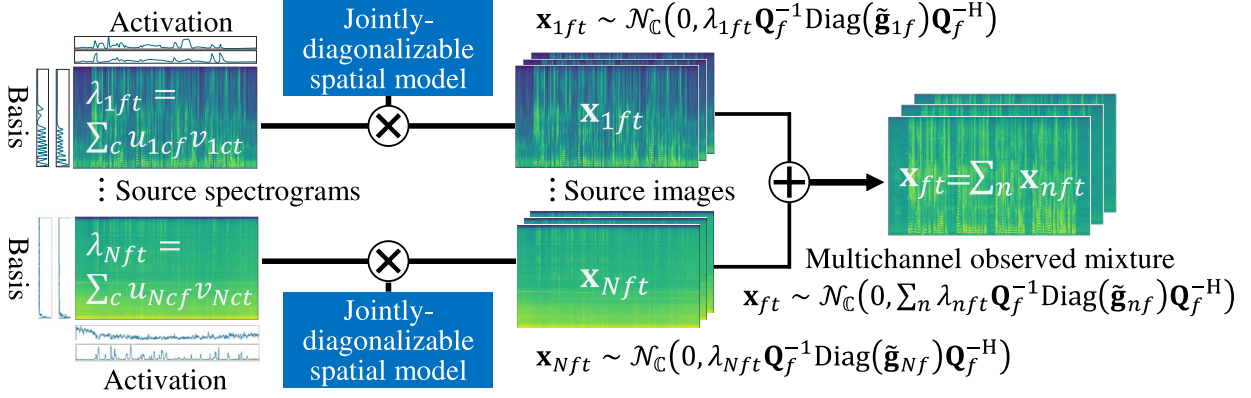 Activation
Basis
λ_{1ft} =
∑_c u_{1cf} v_{1ct}
Jointly-
diagonalizable
spatial model
𝐱_{1ft} ∼ 𝒩_ℂ(0, λ_{1ft} 𝐐_f^{-1} Diag(𝐠̃_{1f}) 𝐐_f^{-H})
𝐱_{1ft}
⋮ Source spectrograms
⋮ Source images
𝐱_{ft}=∑_n 𝐱_{nft}
Multichannel observed mixture
𝐱_{ft} ∼ 𝒩_ℂ(0, ∑_n λ_{nft} 𝐐_f^{-1} Diag(𝐠̃_{nf}) 𝐐_f^{-H})
Basis
λ_{Nft} =
∑_c u_{Ncf} v_{Nct}
𝐱_{Nft}
Activation
Jointly-
diagonalizable
spatial model
𝐱_{Nft} ∼ 𝒩_ℂ(0, λ_{Nft} 𝐐_f^{-1} Diag(𝐠̃_{Nf}) 𝐐_f^{-H})